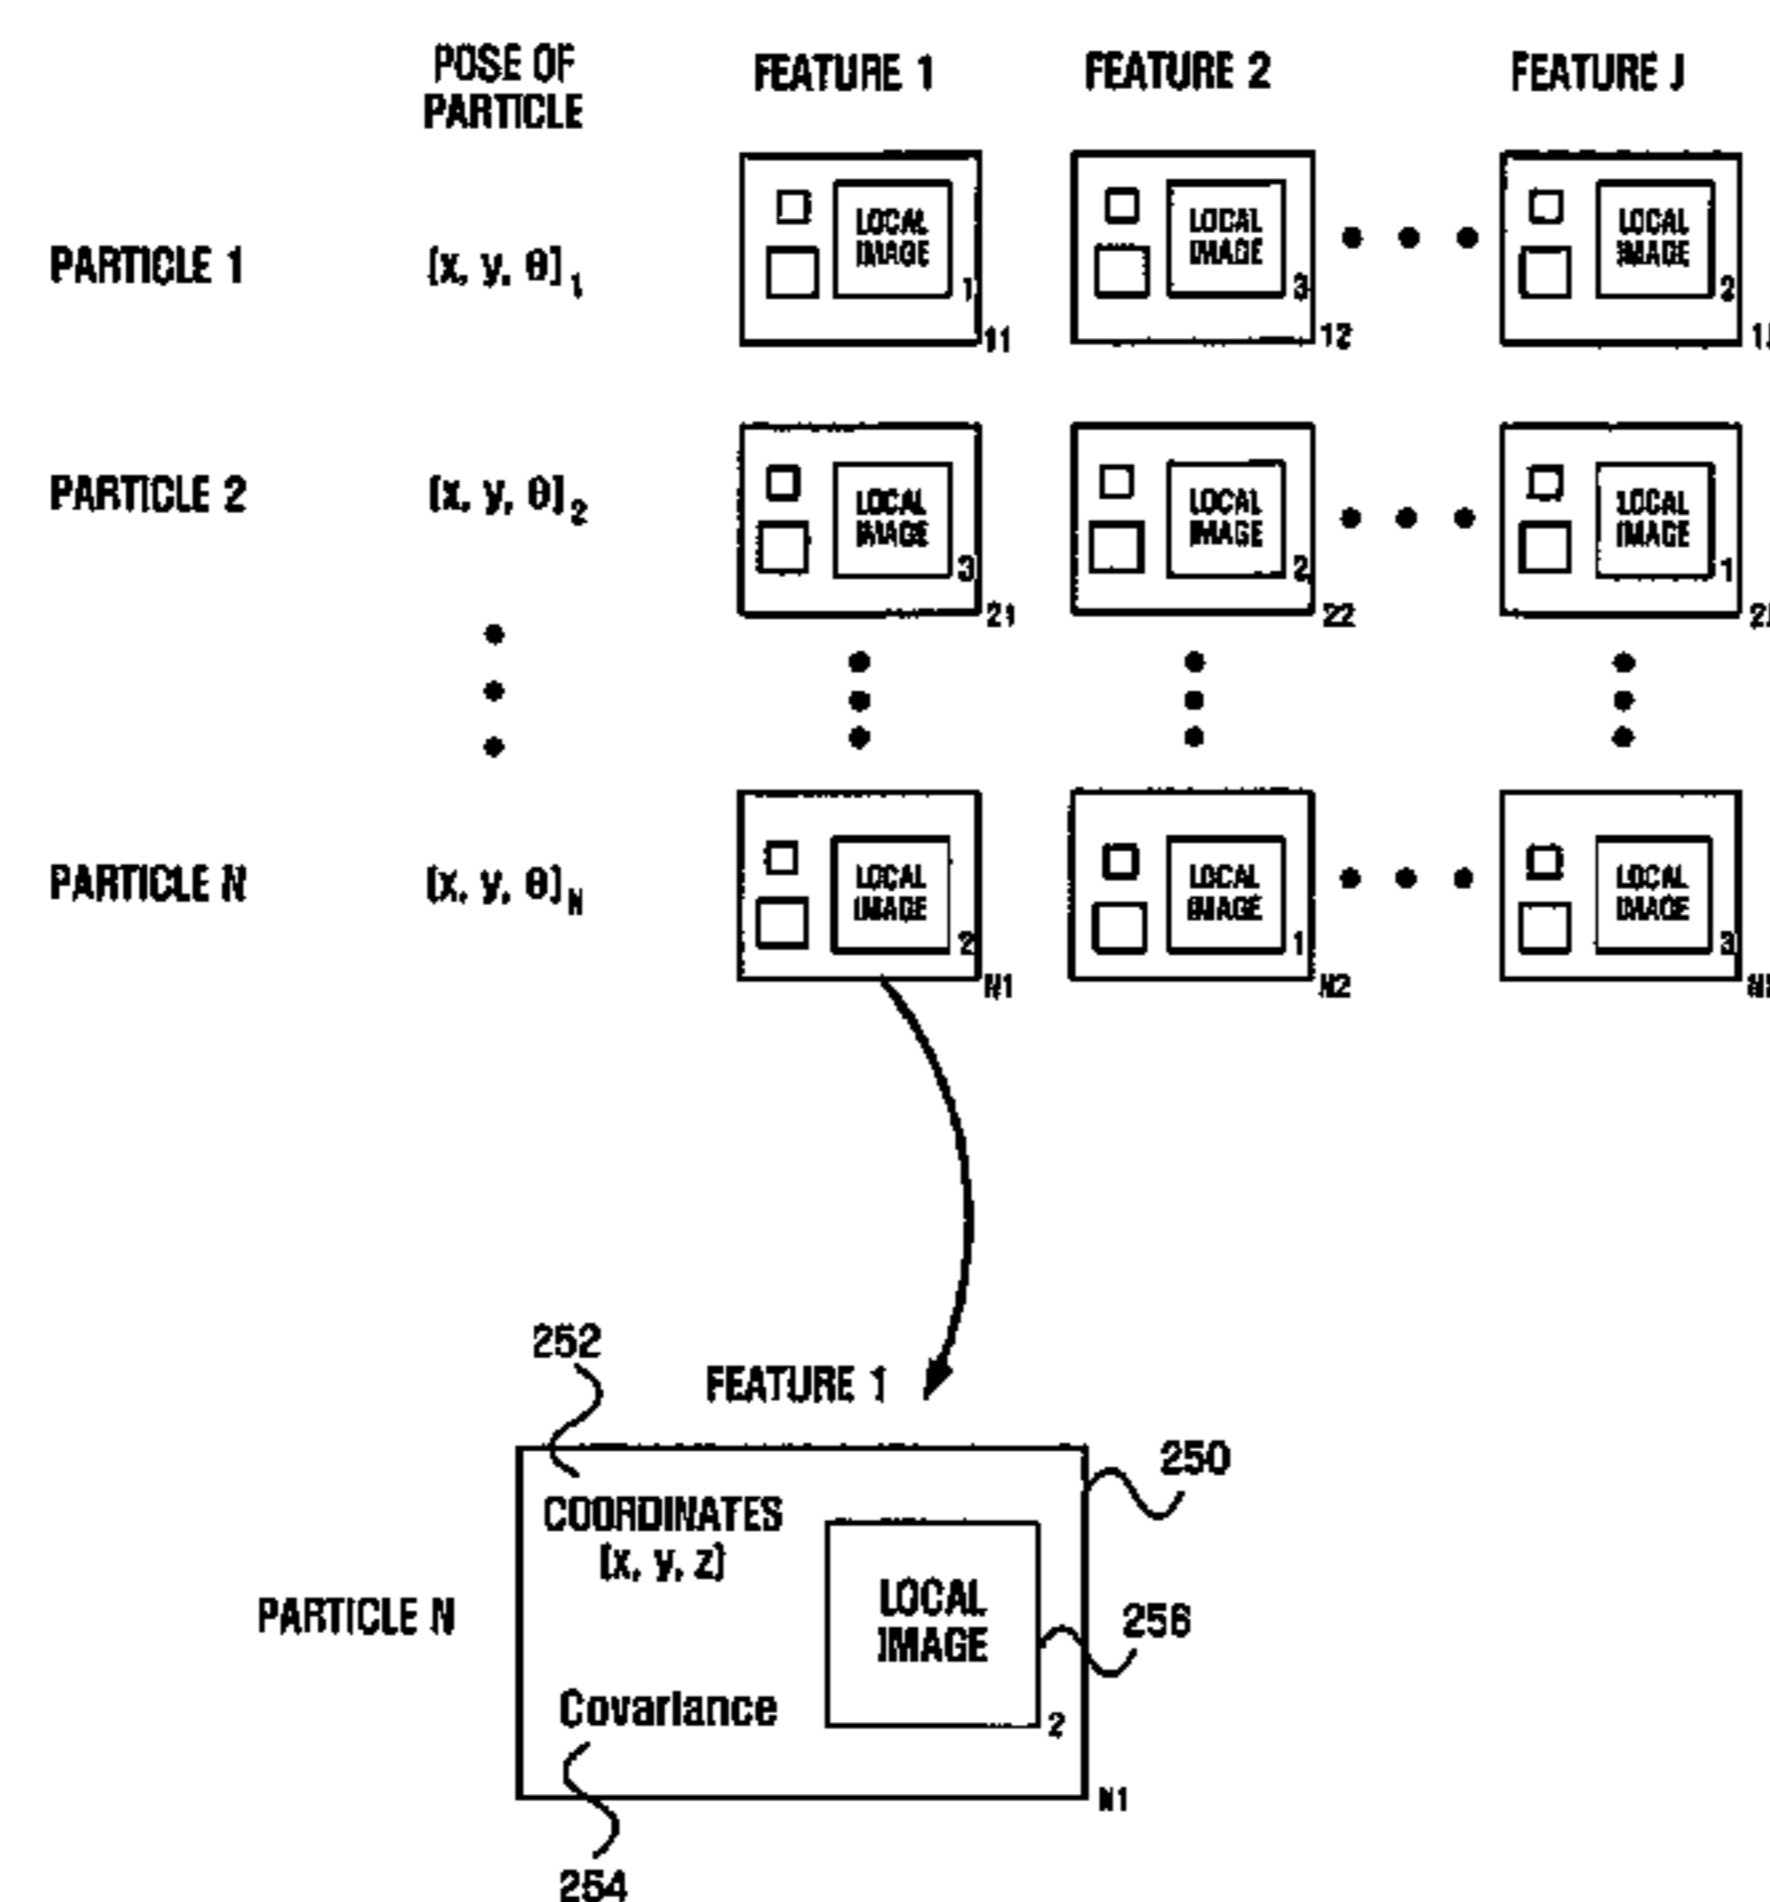 POSE OF
PARTICLE
FEATURE 1
FEATURE 2
FEATURE J
PARTICLE 1
[x, y, θ]1
LOCAL
IMAGE
1
11
LOCAL
IMAGE
3
12
LOCAL
IMAGE
2
PARTICLE 2
[x, y, θ]2
LOCAL
IMAGE
3
21
LOCAL
IMAGE
2
22
LOCAL
IMAGE
1
PARTICLE N
[x, y, θ]N
LOCAL
IMAGE
2
N1
LOCAL
IMAGE
1
N2
LOCAL
IMAGE
3
252
FEATURE 1
250
COORDINATES
[x, y, z]
PARTICLE N
LOCAL
IMAGE
2
256
Covariance
N1
254